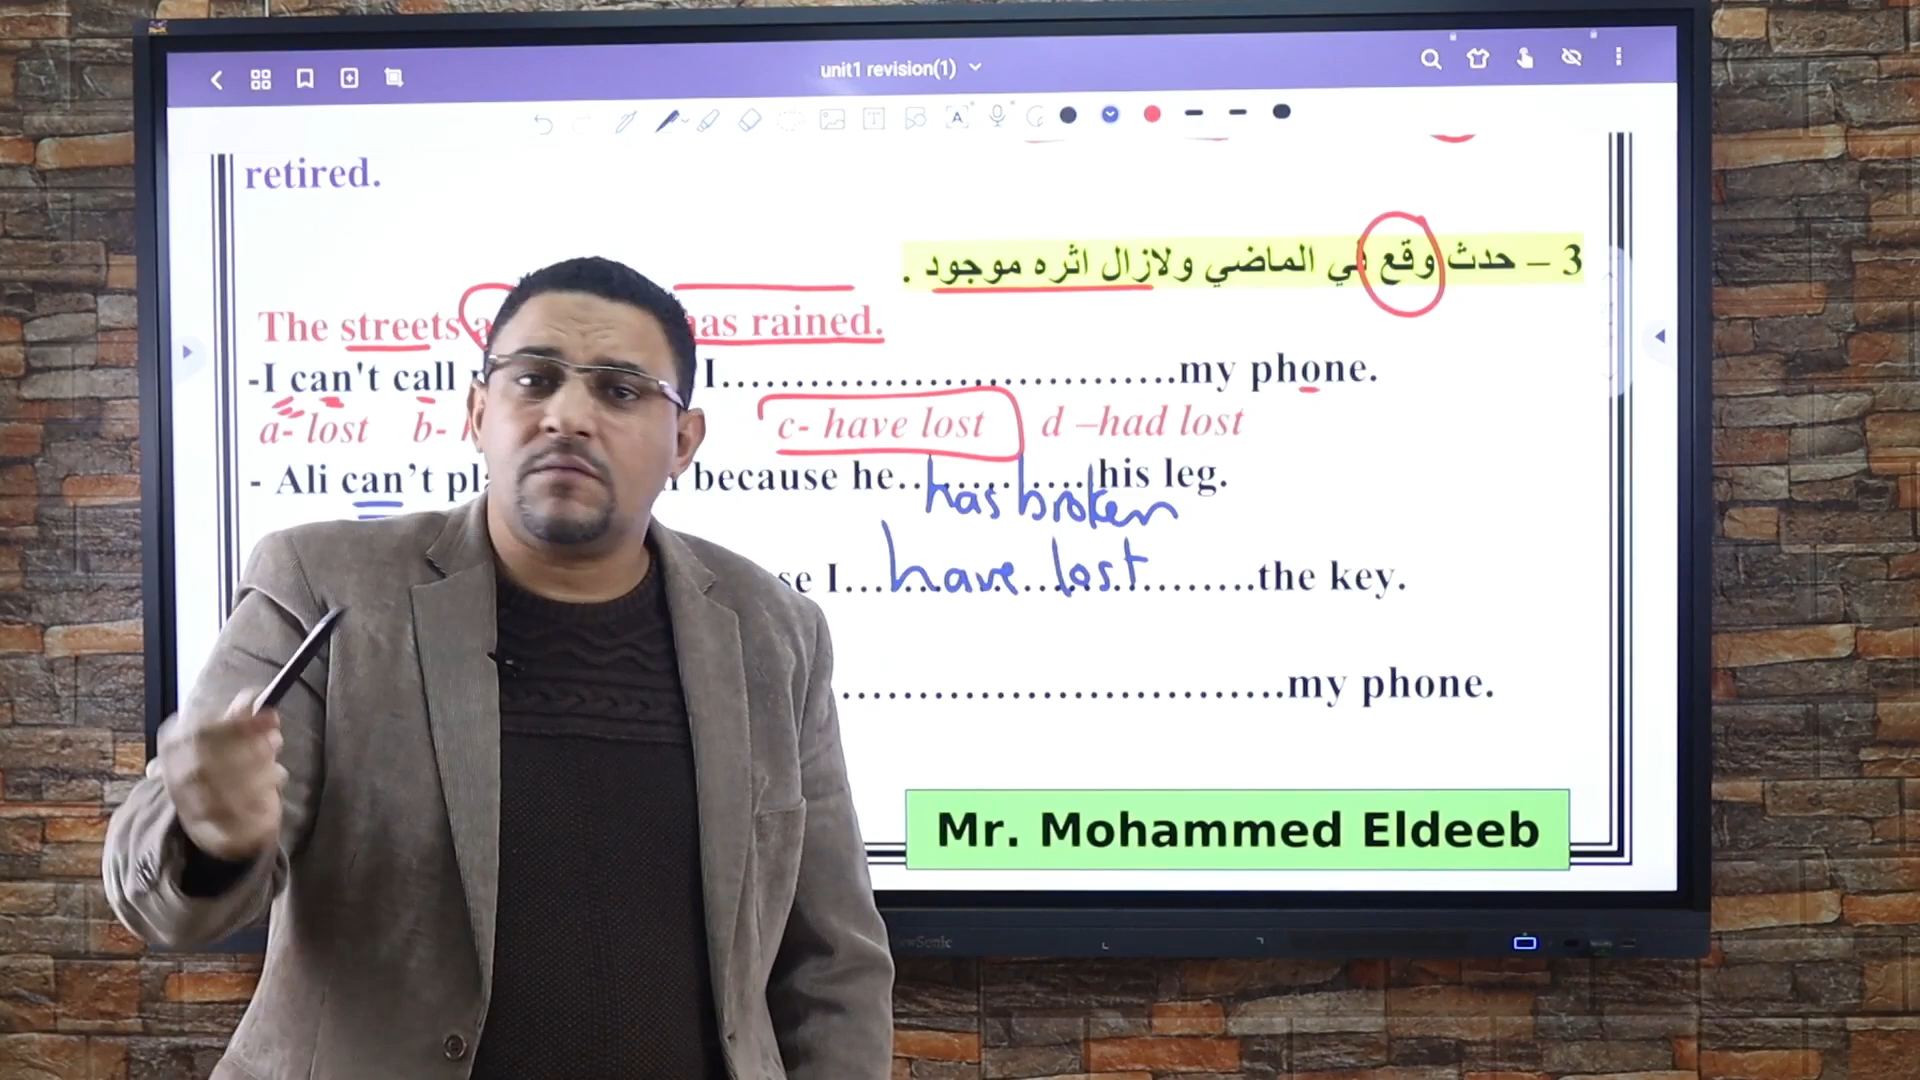 unit1 revision(1)
retired.
3 – حدث وقع في الماضي ولازال اثره موجود .
The streets has rained.
-I can't call I..............................my phone.
a- lost b- c- have lost d –had lost
- Ali can’t because he............his leg.
has broken
I...have lost...the key.
..............................my phone.
Mr. Mohammed Eldeeb